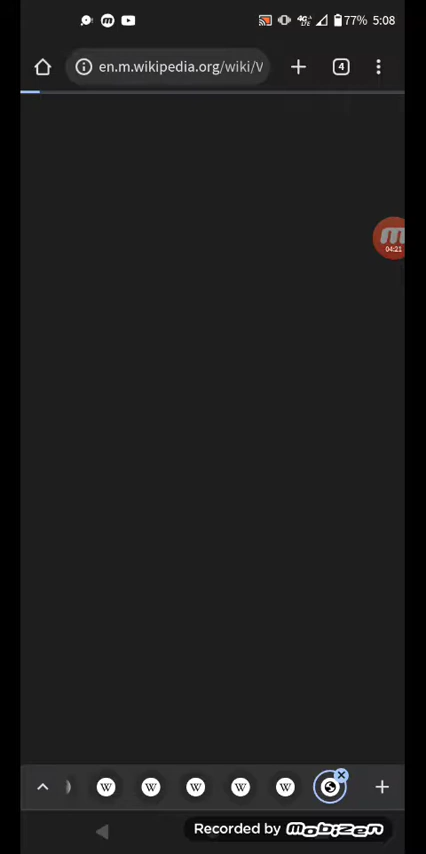 77% 5:08
en.m.wikipedia.org/wiki/V
4
04:21
W W W W
Recorded by mobizen